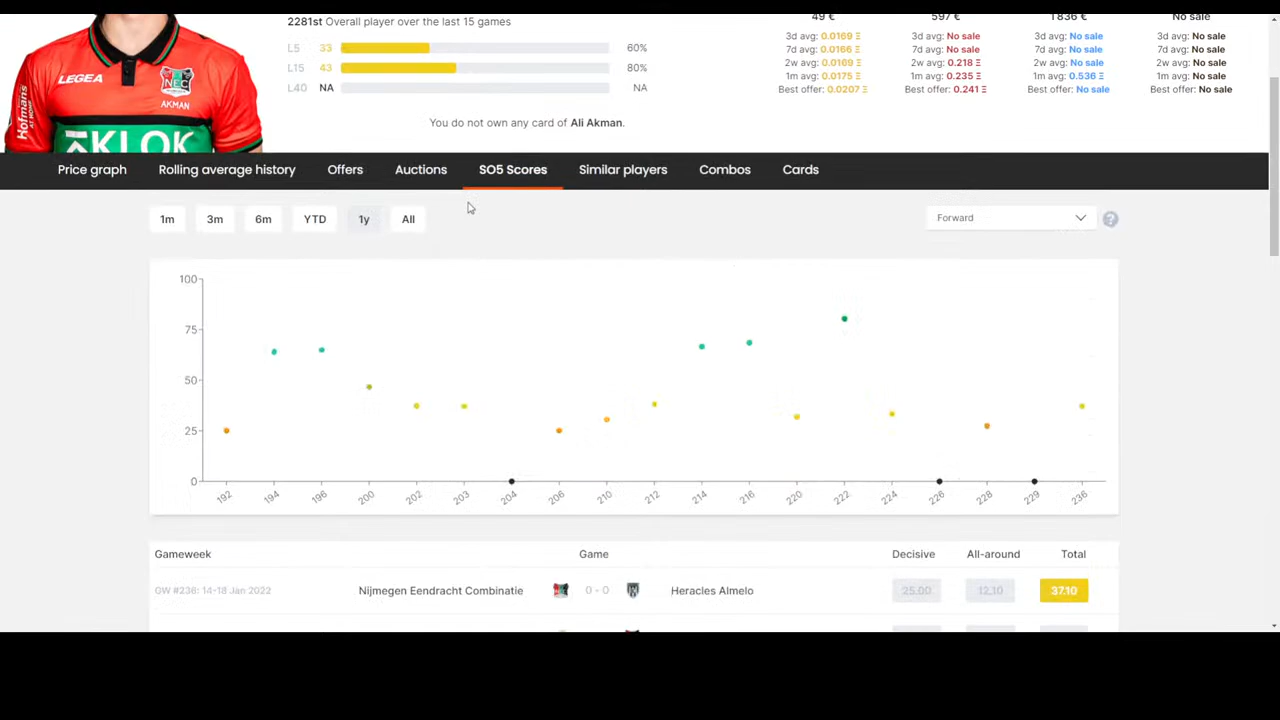 2281st Overall player over the last 15 games
49 € 597 € 1 836 € No sale
L5 33 60%
L15 43 80%
L40 NA NA
3d avg: 0.0169 Ξ 3d avg: No sale 3d avg: No sale 3d avg: No sale
7d avg: 0.0166 Ξ 7d avg: No sale 7d avg: No sale 7d avg: No sale
2w avg: 0.0169 Ξ 2w avg: 0.218 Ξ 2w avg: No sale 2w avg: No sale
1m avg: 0.0175 Ξ 1m avg: 0.235 Ξ 1m avg: 0.536 Ξ 1m avg: No sale
Best offer: 0.0207 Ξ Best offer: 0.241 Ξ Best offer: No sale Best offer: No sale
LEGEA
NEC
AKMAN
Hofmans
KLOK
You do not own any card of Ali Akman.
Price graph Rolling average history Offers Auctions SO5 Scores Similar players Combos Cards
1m 3m 6m YTD 1y All Forward ?
100
75
50
25
0
192 194 196 200 202 203 204 206 210 212 214 216 220 222 224 226 228 229 236
Gameweek Game Decisive All-around Total
GW #236: 14-18 Jan 2022 Nijmegen Eendracht Combinatie 0 - 0 Heracles Almelo 25.00 12.10 37.10